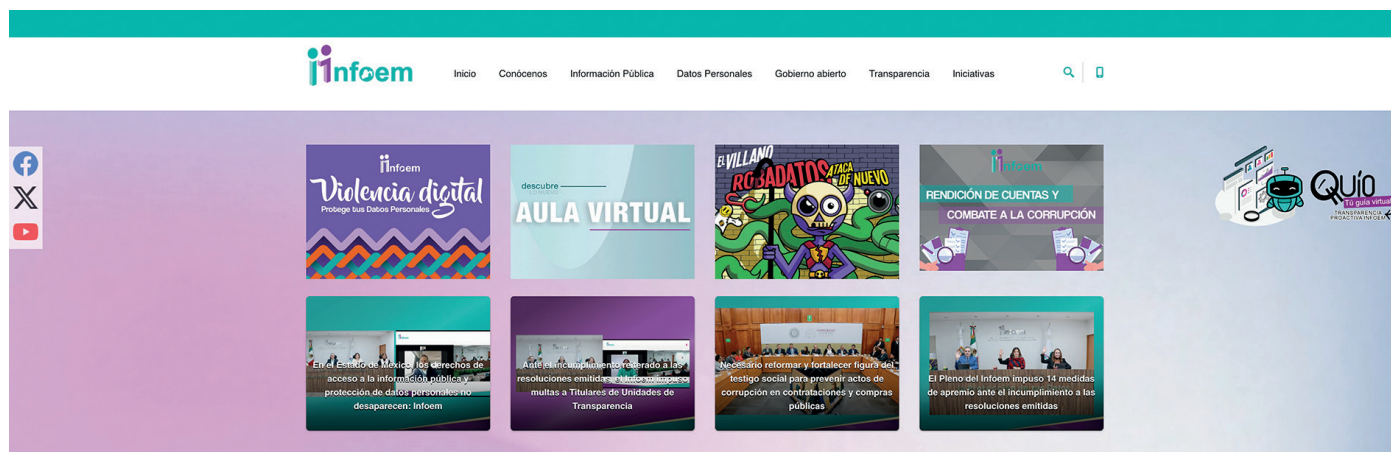 infoem
Inicio
Conócenos
Información Pública
Datos Personales
Gobierno abierto
Transparencia
Iniciativas
infoem
Violencia digital
Protege tus Datos Personales
descubre
AULA VIRTUAL
EL VILLANO
ROBADATOS ATACA
DE NUEVO
infoem
RENDICIÓN DE CUENTAS Y
COMBATE A LA CORRUPCIÓN
QUÍO
Tú guía virtual
TRANSPARENCIA
PROACTIVA INFOEM
En el Estado de México, los derechos de
acceso a la información pública y
protección de datos personales no
desaparecen: Infoem
Ante el incumplimiento reiterado a las
resoluciones emitidas, el Infoem impuso
multas a Titulares de Unidades de
Transparencia
Necesario reformar y fortalecer figura del
testigo social para prevenir actos de
corrupción en contrataciones y compras
públicas
El Pleno del Infoem impuso 14 medidas
de apremio ante el incumplimiento a las
resoluciones emitidas